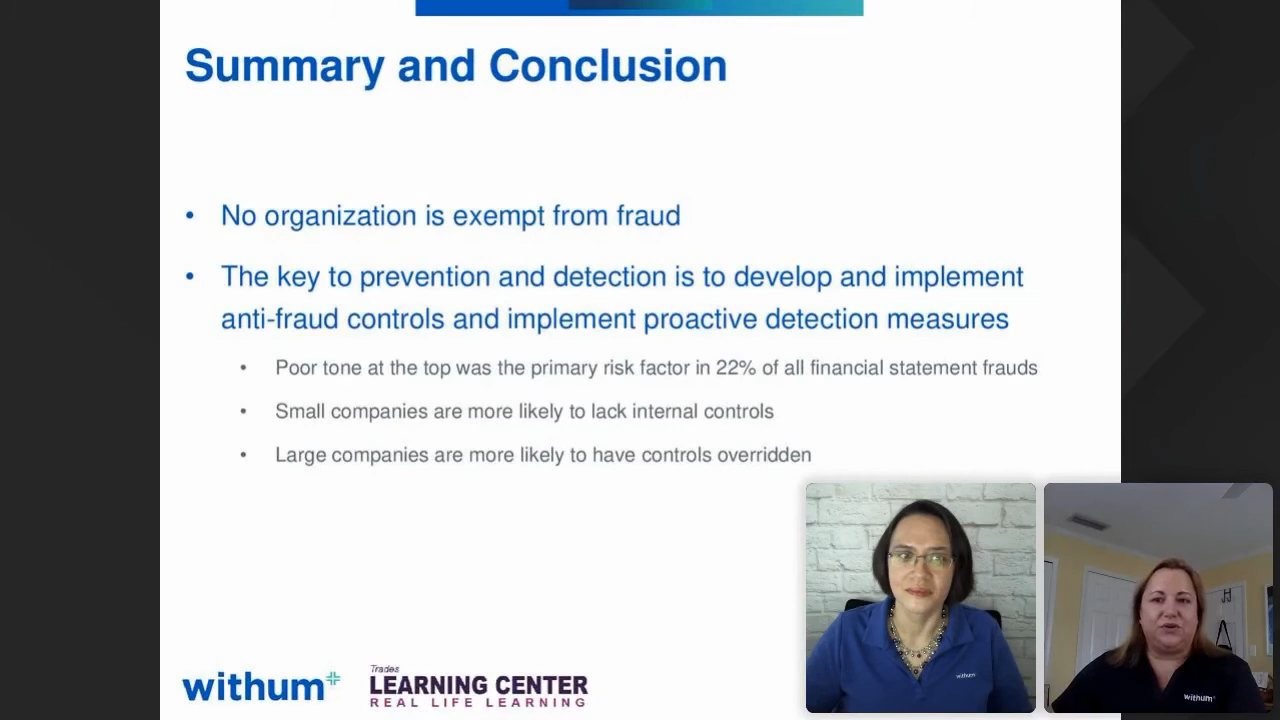 Summary and Conclusion
• No organization is exempt from fraud
• The key to prevention and detection is to develop and implement
anti-fraud controls and implement proactive detection measures
• Poor tone at the top was the primary risk factor in 22% of all financial statement frauds
• Small companies are more likely to lack internal controls
• Large companies are more likely to have controls overridden
withum
Trades
LEARNING CENTER
REAL LIFE LEARNING
withum
withum